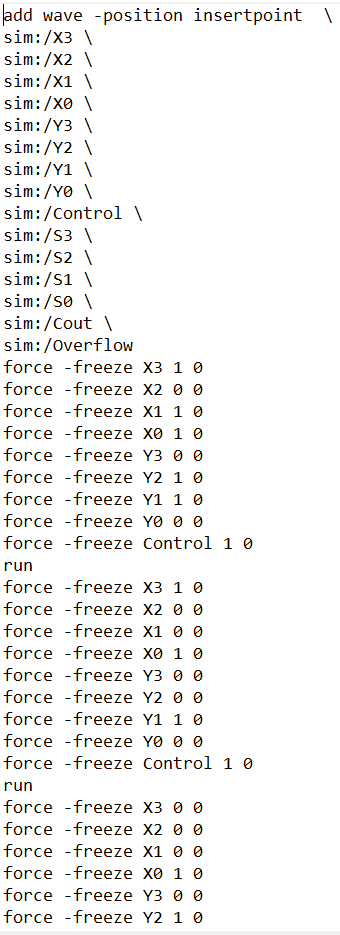 add wave -position insertpoint  \
sim:/X3 \
sim:/X2 \
sim:/X1 \
sim:/X0 \
sim:/Y3 \
sim:/Y2 \
sim:/Y1 \
sim:/Y0 \
sim:/Control \
sim:/S3 \
sim:/S2 \
sim:/S1 \
sim:/S0 \
sim:/Cout \
sim:/Overflow
force -freeze X3 1 0
force -freeze X2 0 0
force -freeze X1 1 0
force -freeze X0 1 0
force -freeze Y3 0 0
force -freeze Y2 1 0
force -freeze Y1 1 0
force -freeze Y0 0 0
force -freeze Control 1 0
run
force -freeze X3 1 0
force -freeze X2 0 0
force -freeze X1 0 0
force -freeze X0 1 0
force -freeze Y3 0 0
force -freeze Y2 0 0
force -freeze Y1 1 0
force -freeze Y0 0 0
force -freeze Control 1 0
run
force -freeze X3 0 0
force -freeze X2 0 0
force -freeze X1 0 0
force -freeze X0 1 0
force -freeze Y3 0 0
force -freeze Y2 1 0